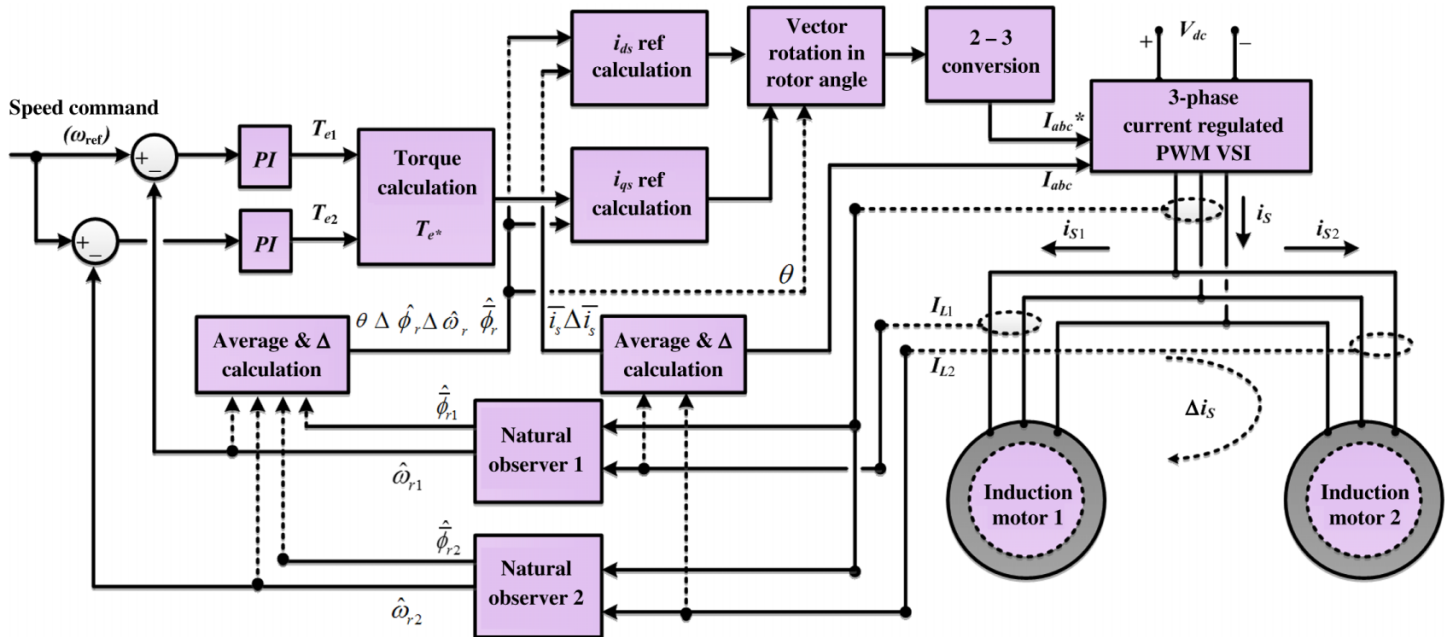 V_dc
+ −
i_ds ref
calculation
Vector
rotation in
rotor angle
2 – 3
conversion
3-phase
current regulated
PWM VSI
Speed command
(ω_ref)
+
−
PI
T_e1
Torque
calculation
T_e*
i_qs ref
calculation
I_abc*
I_abc
+
−
PI
T_e2
i_S
i_S1
i_S2
θ
θ Δ φ̂_r Δ ω̂_r φ̂̄_r
i̅_s Δ i̅_s
I_L1
I_L2
Average & Δ
calculation
Average & Δ
calculation
Δi_S
φ̂̄_r1
Natural
observer 1
ω̂_r1
Induction
motor 1
Induction
motor 2
φ̂̄_r2
Natural
observer 2
ω̂_r2